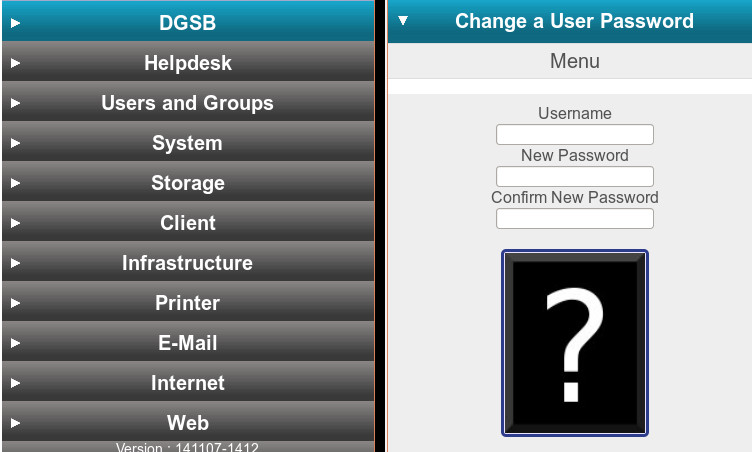 DGSB
Helpdesk
Users and Groups
System
Storage
Client
Infrastructure
Printer
E-Mail
Internet
Web
Version : 141107-1412
Change a User Password
Menu
Username
New Password
Confirm New Password
?